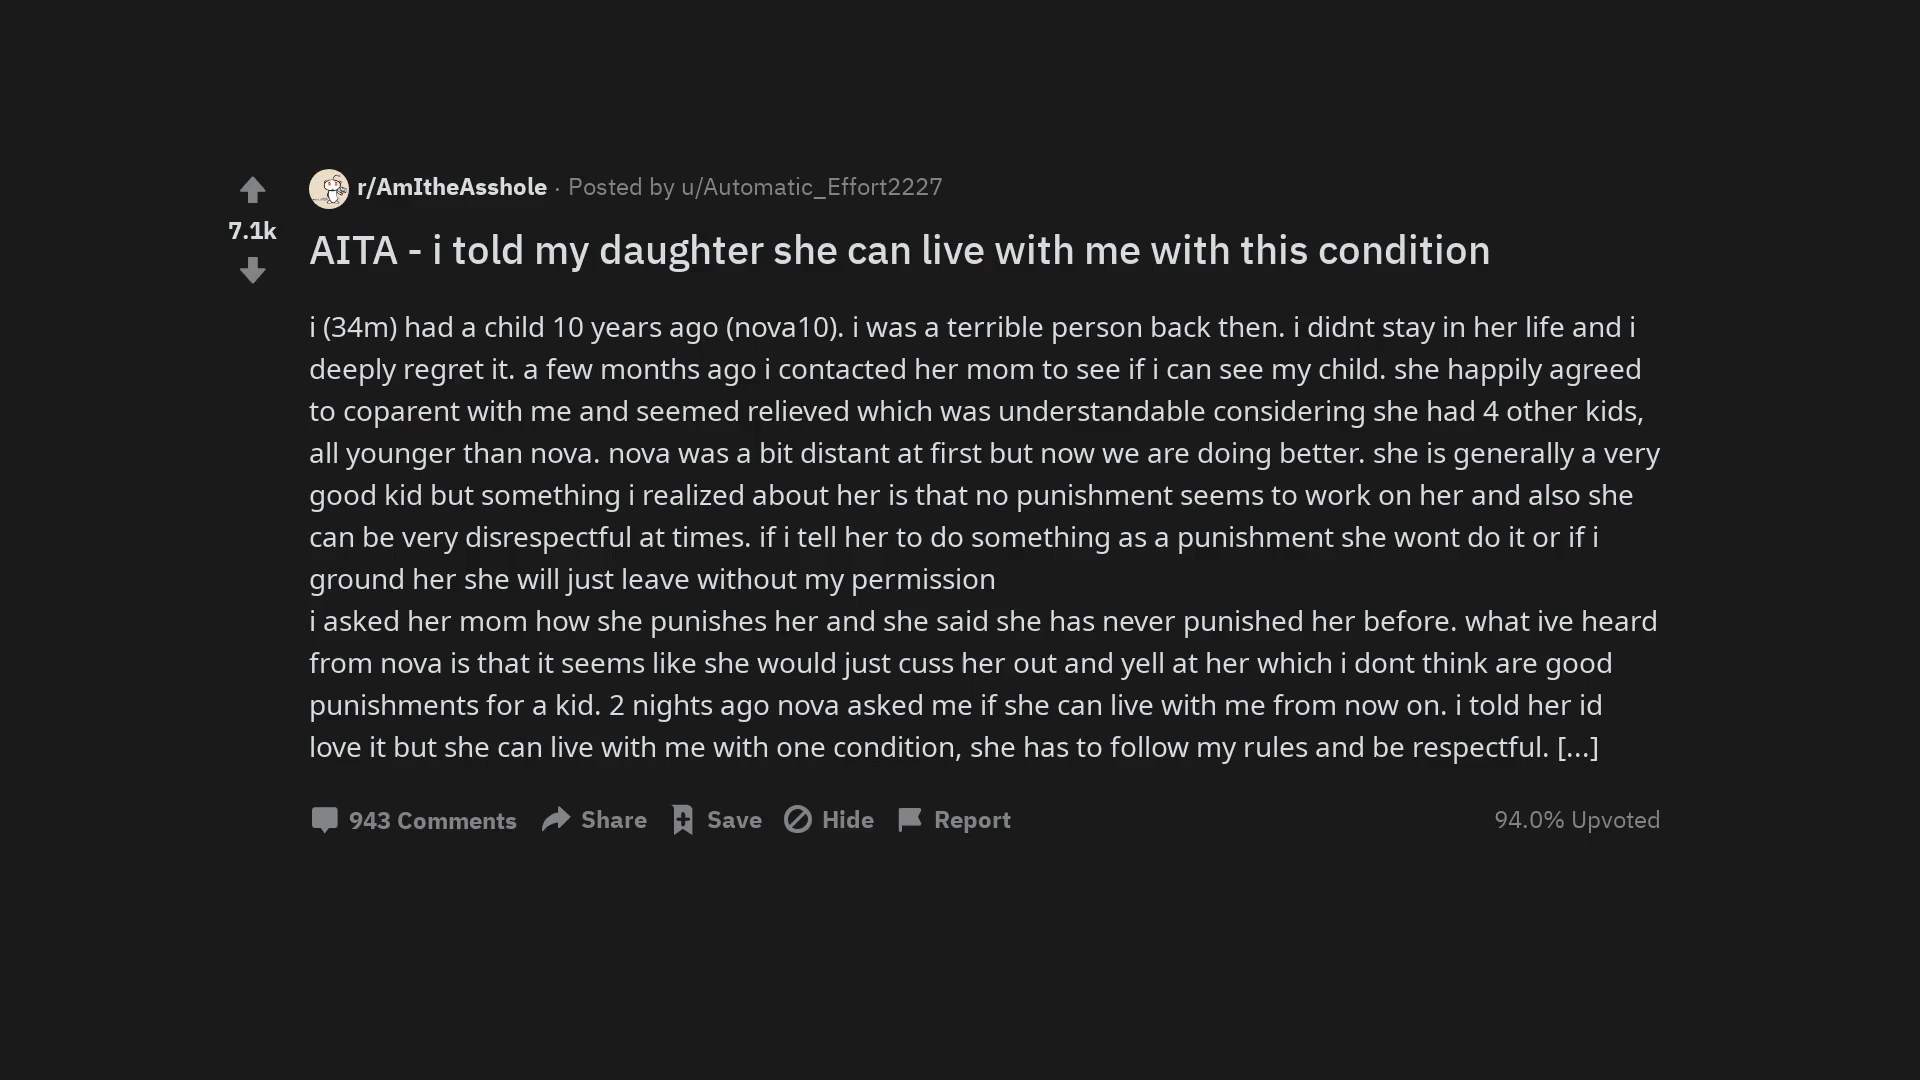 r/AmItheAsshole · Posted by u/Automatic_Effort2227
7.1k
AITA - i told my daughter she can live with me with this condition
i (34m) had a child 10 years ago (nova10). i was a terrible person back then. i didnt stay in her life and i
deeply regret it. a few months ago i contacted her mom to see if i can see my child. she happily agreed
to coparent with me and seemed relieved which was understandable considering she had 4 other kids,
all younger than nova. nova was a bit distant at first but now we are doing better. she is generally a very
good kid but something i realized about her is that no punishment seems to work on her and also she
can be very disrespectful at times. if i tell her to do something as a punishment she wont do it or if i
ground her she will just leave without my permission
i asked her mom how she punishes her and she said she has never punished her before. what ive heard
from nova is that it seems like she would just cuss her out and yell at her which i dont think are good
punishments for a kid. 2 nights ago nova asked me if she can live with me from now on. i told her id
love it but she can live with me with one condition, she has to follow my rules and be respectful. [...]
943 Comments Share Save Hide Report 94.0% Upvoted